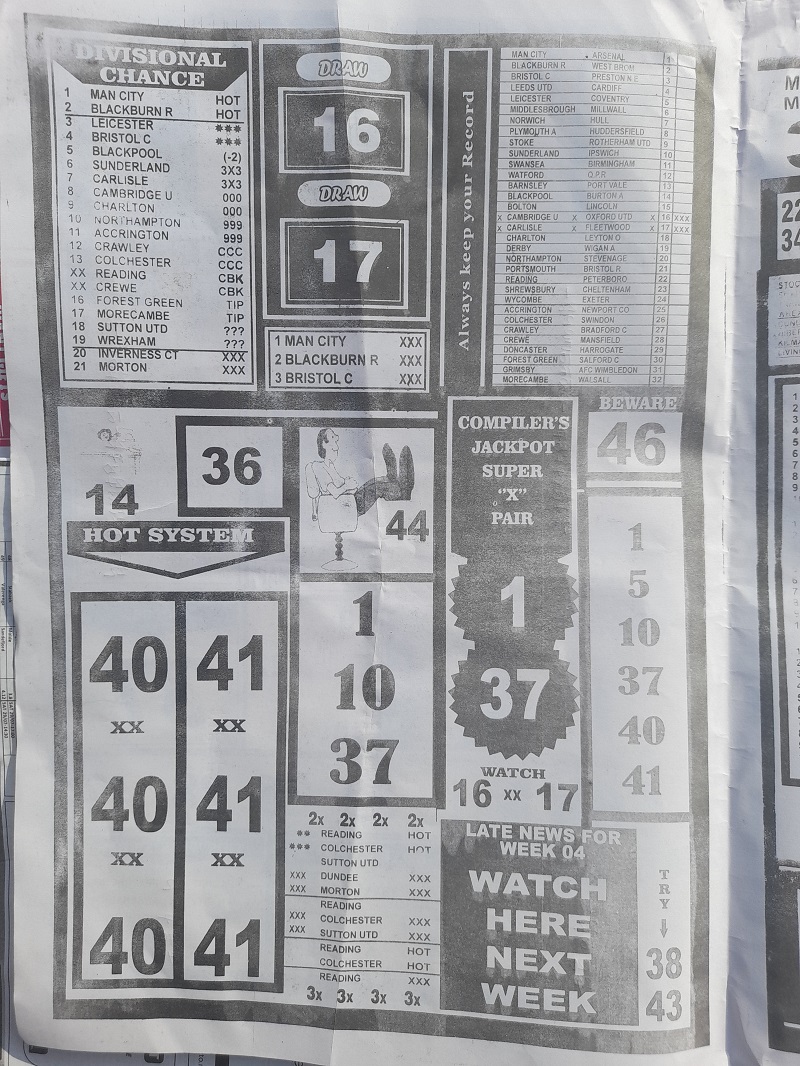 DIVISIONAL
CHANCE
1 MAN CITY HOT
2 BLACKBURN R HOT
3 LEICESTER ***
4 BRISTOL C ***
5 BLACKPOOL (-2)
6 SUNDERLAND 3X3
7 CARLISLE 3X3
8 CAMBRIDGE U 000
9 CHARLTON 000
10 NORTHAMPTON 999
11 ACCRINGTON 999
12 CRAWLEY CCC
13 COLCHESTER CCC
XX READING CBK
XX CREWE CBK
16 FOREST GREEN TIP
17 MORECAMBE TIP
18 SUTTON UTD ???
19 WREXHAM ???
20 INVERNESS CT XXX
21 MORTON XXX
DRAW
16
DRAW
17
1 MAN CITY XXX
2 BLACKBURN R XXX
3 BRISTOL C XXX
Always keep your Record
MAN CITY ARSENAL 1
BLACKBURN R WEST BROM 2
BRISTOL C PRESTON N E 3
LEEDS UTD CARDIFF 4
LEICESTER COVENTRY 5
MIDDLESBROUGH MILLWALL 6
NORWICH HULL 7
PLYMOUTH A HUDDERSFIELD 8
STOKE ROTHERHAM UTD 9
SUNDERLAND IPSWICH 10
SWANSEA BIRMINGHAM 11
WATFORD Q.P.R 12
BARNSLEY PORT VALE 13
BLACKPOOL BURTON A 14
BOLTON LINCOLN 15
X CAMBRIDGE U X OXFORD UTD X 16 XXX
X CARLISLE X FLEETWOOD X 17 XXX
CHARLTON LEYTON O 18
DERBY WIGAN A 19
NORTHAMPTON STEVENAGE 20
PORTSMOUTH BRISTOL R 21
READING PETERBORO 22
SHREWSBURY CHELTENHAM 23
WYCOMBE EXETER 24
ACCRINGTON NEWPORT CO 25
COLCHESTER SWINDON 26
CRAWLEY BRADFORD C 27
CREWE MANSFIELD 28
DONCASTER HARROGATE 29
FOREST GREEN SALFORD C 30
GRIMSBY AFC WIMBLEDON 31
MORECAMBE WALSALL 32
14
36
HOT SYSTEM
40 41
XX XX
40 41
XX XX
40 41
44
1
10
37
2x 2x 2x 2x
** READING HOT
*** COLCHESTER HOT
SUTTON UTD
XXX DUNDEE XXX
XXX MORTON XXX
READING
XXX COLCHESTER XXX
XXX SUTTON UTD XXX
READING HOT
COLCHESTER HOT
READING XXX
3x 3x 3x 3x
COMPILER'S
JACKPOT
SUPER
"X"
PAIR
1
37
WATCH
16 XX 17
BEWARE
46
1
5
10
37
40
41
LATE NEWS FOR
WEEK 04
WATCH
HERE
NEXT
WEEK
TRY
38
43
22
34